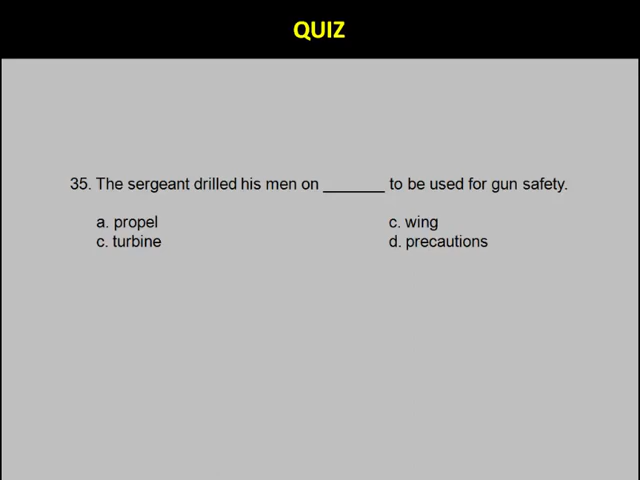 QUIZ
35. The sergeant drilled his men on _______ to be used for gun safety.
a. propel c. wing
c. turbine d. precautions